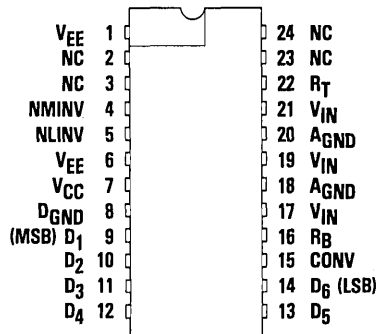 VEE 1 24 NC
NC 2 23 NC
NC 3 22 RT
NMINV 4 21 VIN
NLINV 5 20 AGND
VEE 6 19 VIN
VCC 7 18 AGND
DGND 8 17 VIN
(MSB) D1 9 16 RB
D2 10 15 CONV
D3 11 14 D6 (LSB)
D4 12 13 D5